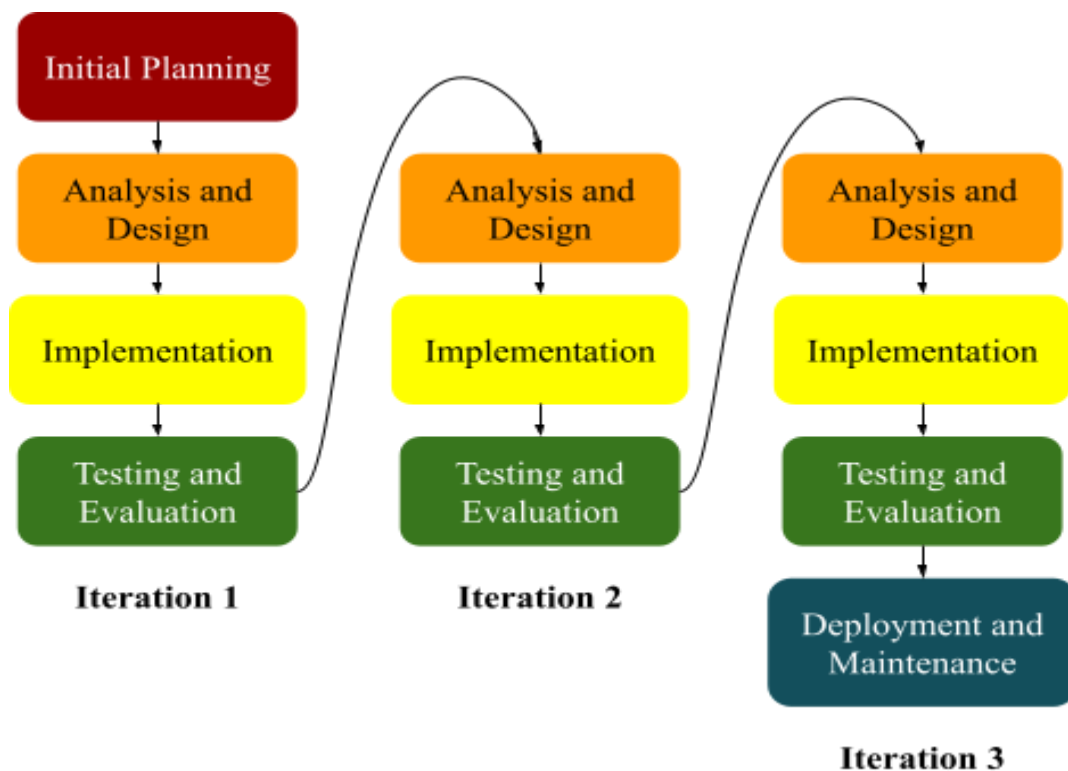 Initial Planning
Analysis and
Design
Implementation
Testing and
Evaluation
Iteration 1
Analysis and
Design
Implementation
Testing and
Evaluation
Iteration 2
Analysis and
Design
Implementation
Testing and
Evaluation
Deployment and
Maintenance
Iteration 3